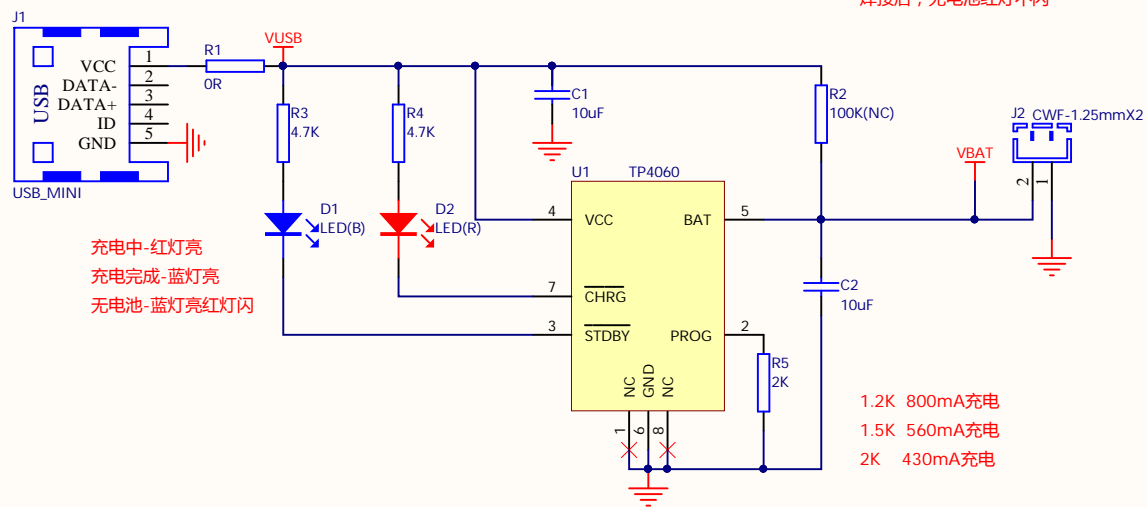 J1
USB
VCC
DATA-
DATA+
ID
GND
1
2
3
4
5
USB_MINI
R1
0R
VUSB
R3
4.7K
R4
4.7K
C1
10uF
R2
100K(NC)
J2 CWF-1.25mmX2
2
1
VBAT
D1
LED(B)
D2
LED(R)
U1 TP4060
4 VCC
BAT 5
7 CHRG
3 STDBY
PROG 2
NC
GND
NC
1
6
8
C2
10uF
R5
2K
充电中-红灯亮
充电完成-蓝灯亮
无电池-蓝灯亮红灯闪
1.2K 800mA充电
1.5K 560mA充电
2K 430mA充电